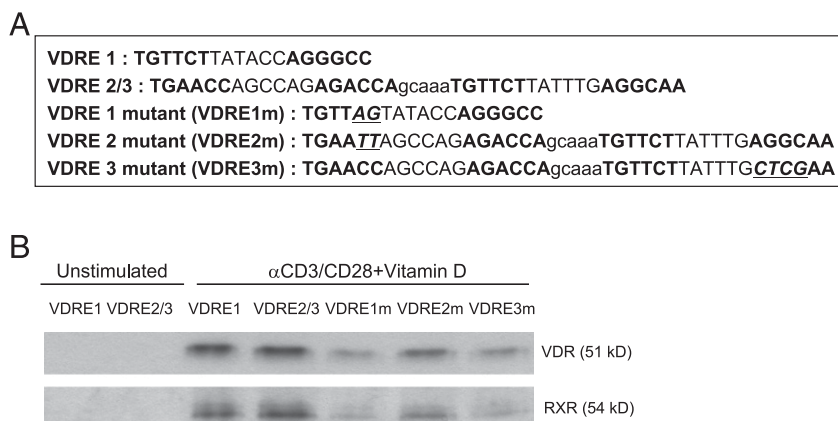 A
VDRE 1 : TGTTCTTATACCAGGGCC
VDRE 2/3 : TGAACCAGCCAGAGACCAgcaaaTGTTCTTATTTGAGGCAA
VDRE 1 mutant (VDRE1m) : TGTTAGTATACCAGGGCC
VDRE 2 mutant (VDRE2m) : TGAATTAGCCAGAGACCAgcaaaTGTTCTTATTTGAGGCAA
VDRE 3 mutant (VDRE3m) : TGAACCAGCCAGAGACCAgcaaaTGTTCTTATTTGCTCGAA
B
Unstimulated αCD3/CD28+Vitamin D
VDRE1 VDRE2/3 VDRE1 VDRE2/3 VDRE1m VDRE2m VDRE3m
VDR (51 kD)
RXR (54 kD)